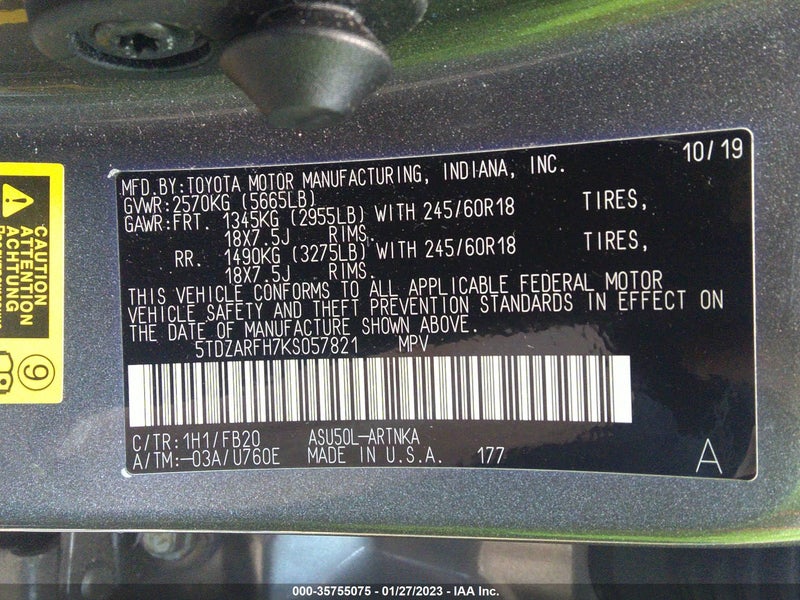 10/19
MFD.BY:TOYOTA MOTOR MANUFACTURING, INDIANA, INC.
GVWR:2570KG (5665LB)
GAWR:FRT. 1345KG (2955LB) WITH 245/60R18 TIRES,
18X7.5J RIMS.
RR. 1490KG (3275LB) WITH 245/60R18 TIRES,
18X7.5J RIMS.
THIS VEHICLE CONFORMS TO ALL APPLICABLE FEDERAL MOTOR
VEHICLE SAFETY AND THEFT PREVENTION STANDARDS IN EFFECT ON
THE DATE OF MANUFACTURE SHOWN ABOVE.
5TDZARFH7KS057821 MPV
C/TR:1H1/FB20 ASU50L-ARTNKA
A/TM:-03A/U760E MADE IN U.S.A. 177 A
CAUTION
ATTENTION
ACHTUNG
9
000-35755075 - 01/27/2023 - IAA Inc.